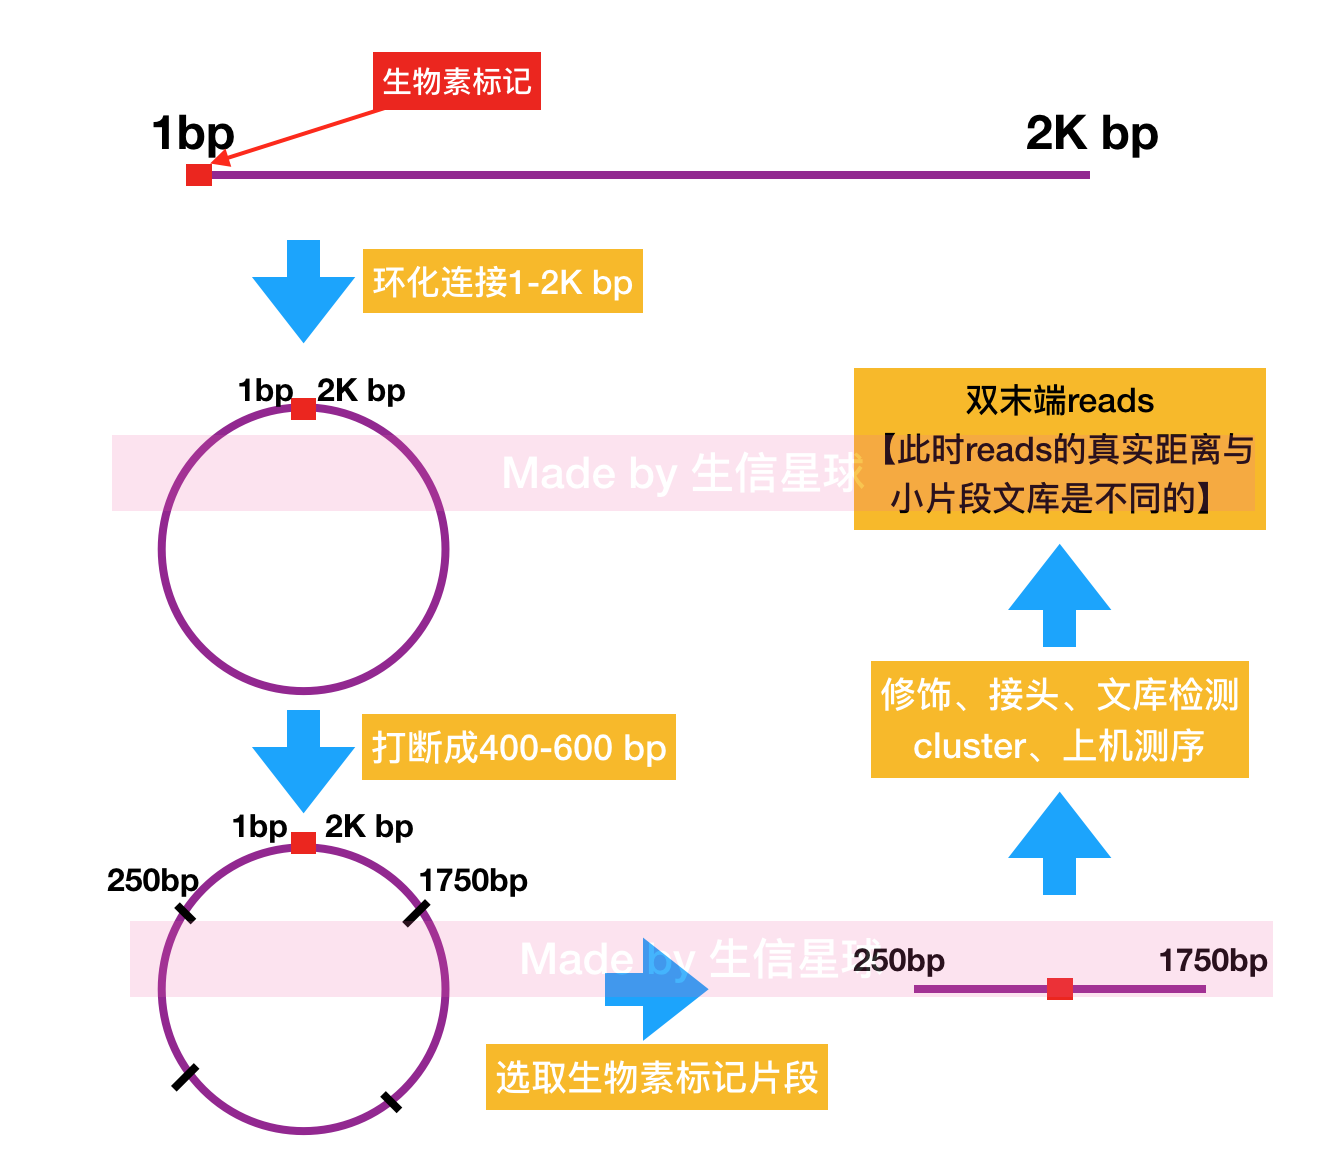 生物素标记
1bp
2K bp
环化连接1-2K bp
1bp 2K bp
Made by 生信星球
打断成400-600 bp
1bp 2K bp
250bp
1750bp
Made by 生信星球
选取生物素标记片段
250bp
1750bp
修饰、接头、文库检测
cluster、上机测序
双末端reads
【此时reads的真实距离与
小片段文库是不同的】